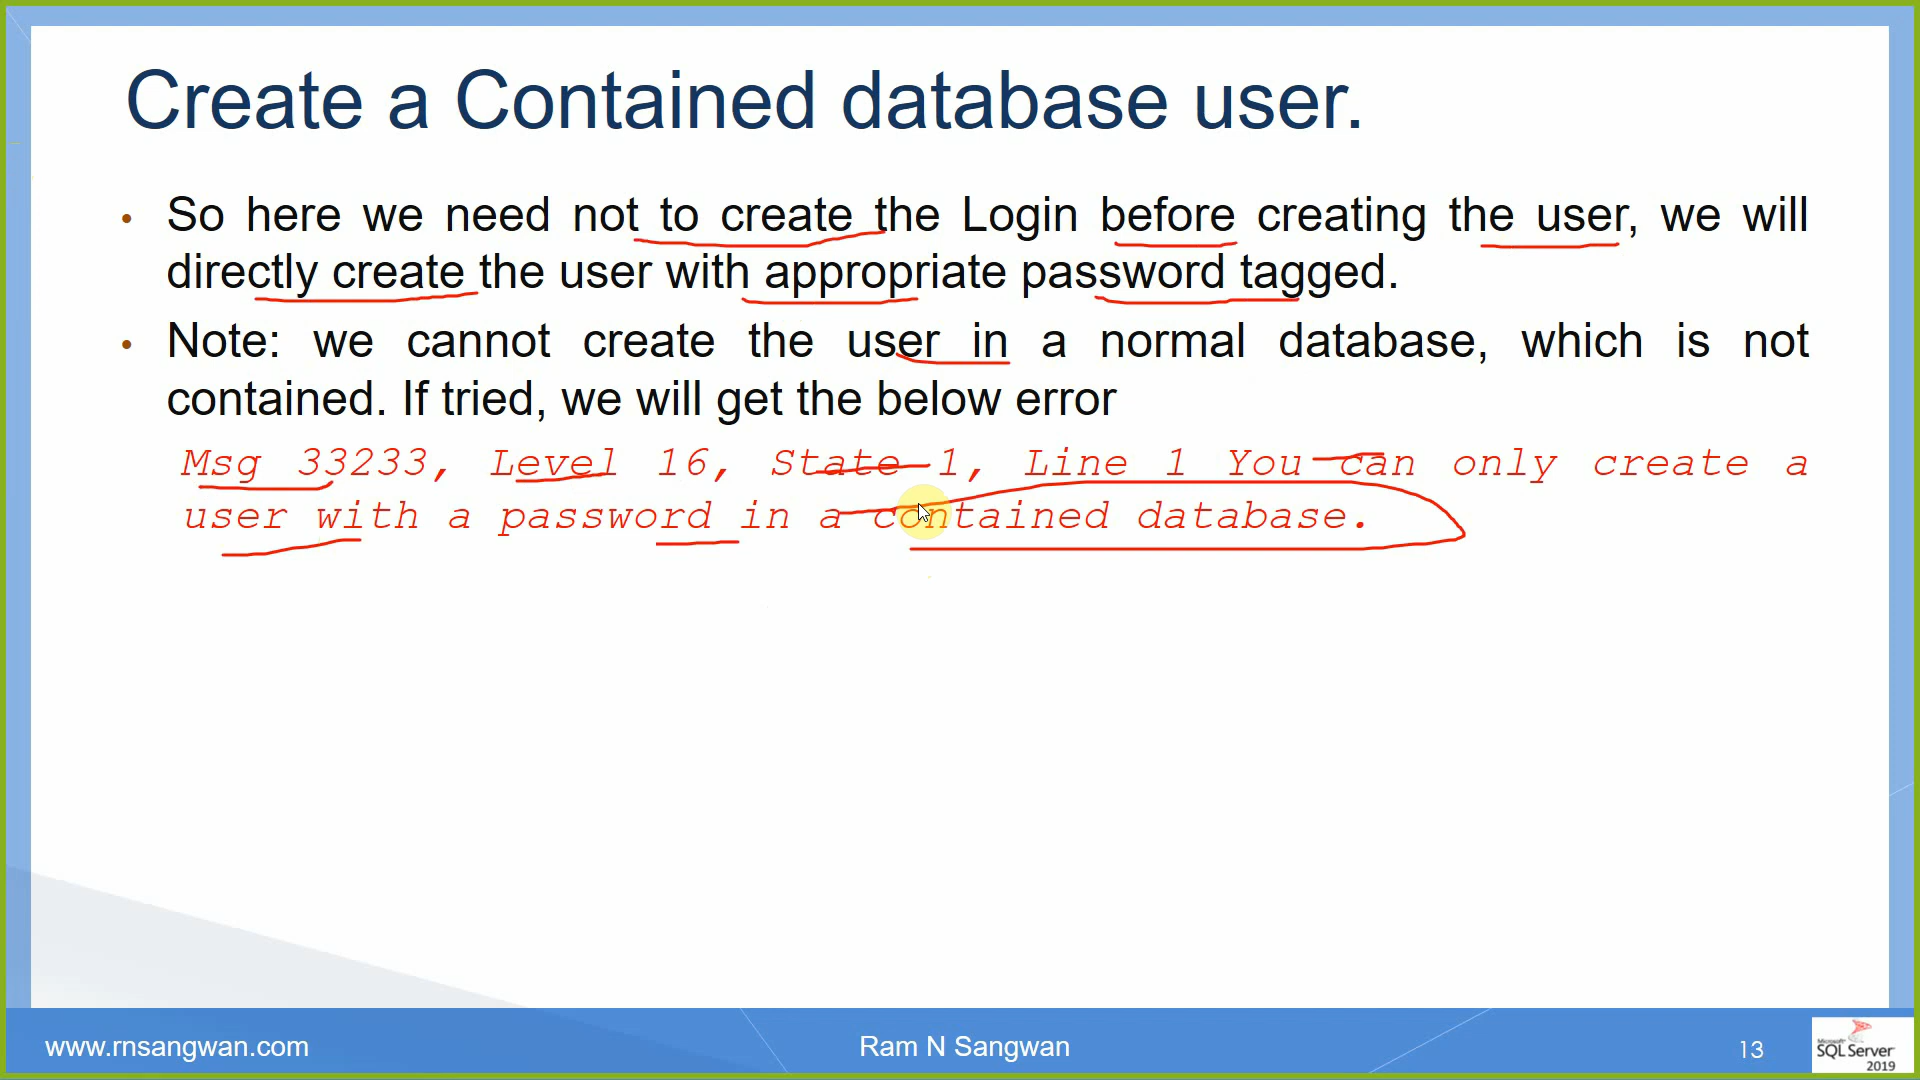 Create a Contained database user.
• So here we need not to create the Login before creating the user, we will
directly create the user with appropriate password tagged.
• Note: we cannot create the user in a normal database, which is not
contained. If tried, we will get the below error
Msg 33233, Level 16, State 1, Line 1 You can only create a
user with a password in a contained database.
www.rnsangwan.com
Ram N Sangwan
13
Microsoft
SQL Server
2019